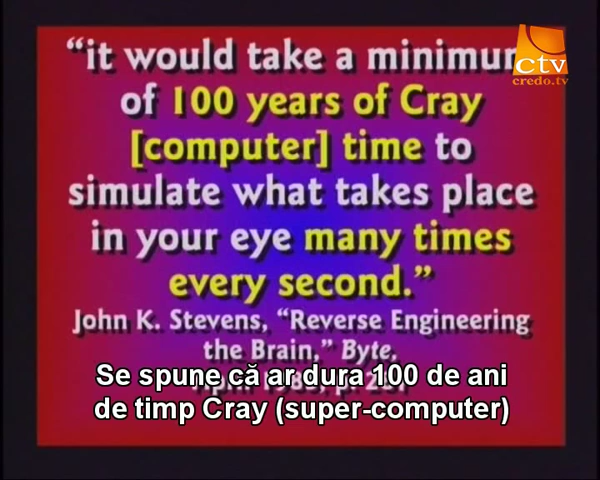 “it would take a minimum
of 100 years of Cray
[computer] time to
simulate what takes place
in your eye many times
every second.”
John K. Stevens, “Reverse Engineering
the Brain,” Byte,
Se spune că ar dura 100 de ani
de timp Cray (super-computer)
ctv
credo.tv